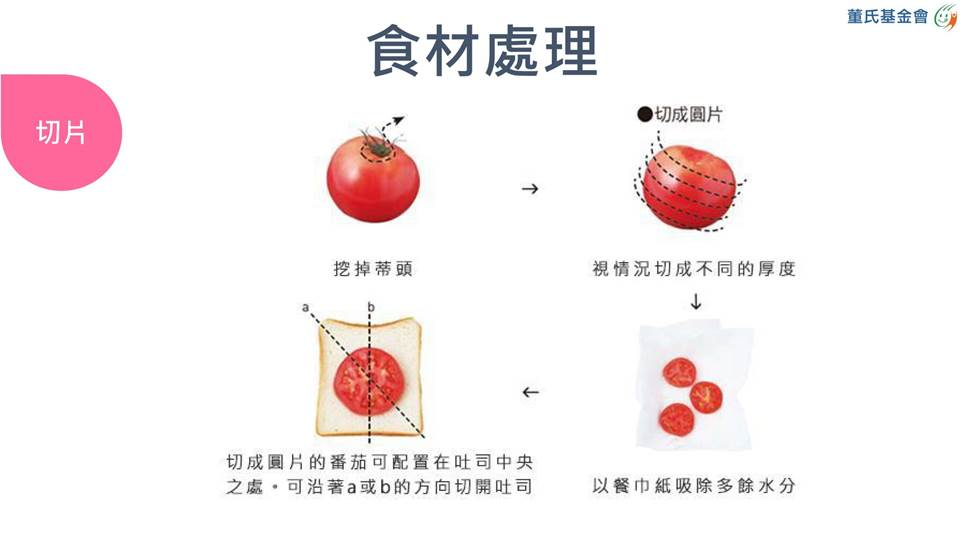 董氏基金會
食材處理
切片
挖掉蒂頭
→
●切成圓片
視情況切成不同的厚度
↓
以餐巾紙吸除多餘水分
←
a b
切成圓片的番茄可配置在吐司中央
之處。可沿著a或b的方向切開吐司